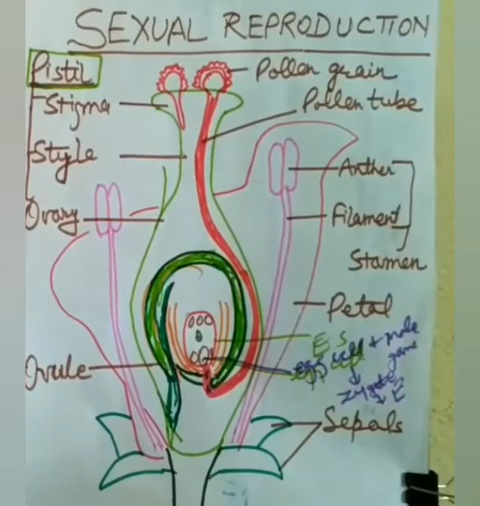 SEXUAL REPRODUCTION
Pistil
Pollen grain
Stigma
Pollen tube
Style
Anther
Ovary
Filament
Stamen
Petal
E S
egg cell + male
game
zygote
Ovule
Sepals